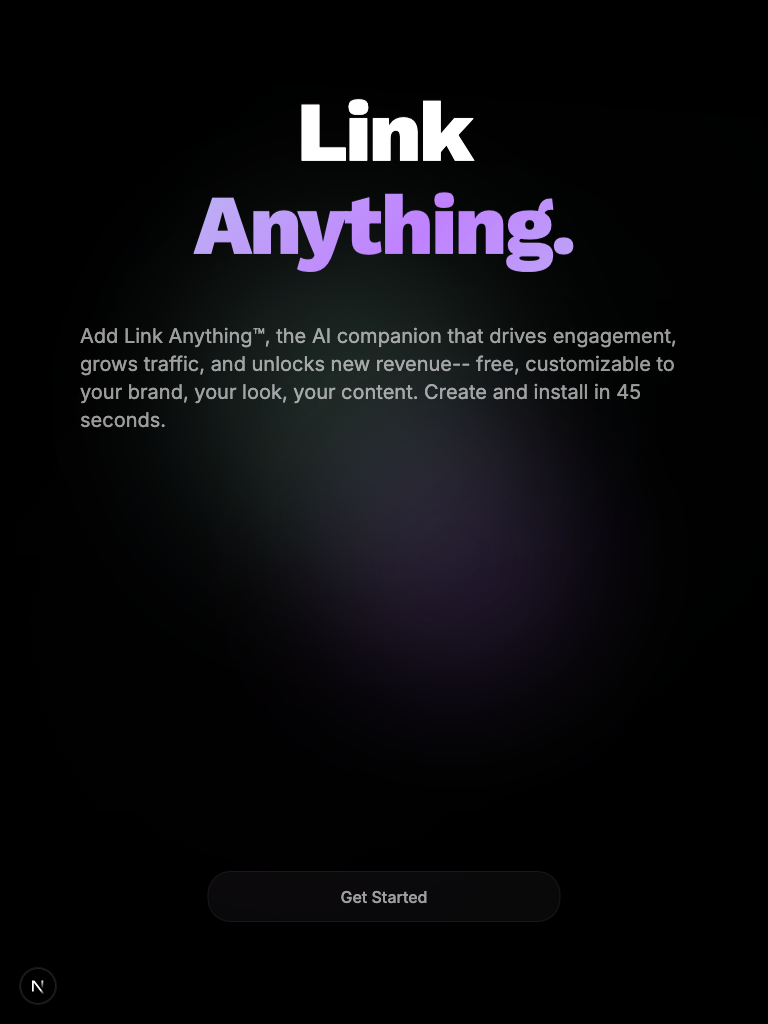 Link
Anything.
Add Link Anything™, the AI companion that drives engagement,
grows traffic, and unlocks new revenue-- free, customizable to
your brand, your look, your content. Create and install in 45
seconds.
Get Started
N